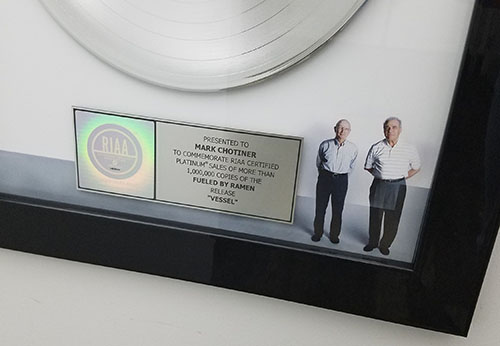 RIAA
PRESENTED TO
MARK CHOTINER
TO COMMEMORATE RIAA CERTIFIED
PLATINUM® SALES OF MORE THAN
1,000,000 COPIES OF THE
FUELED BY RAMEN
RELEASE
"VESSEL"